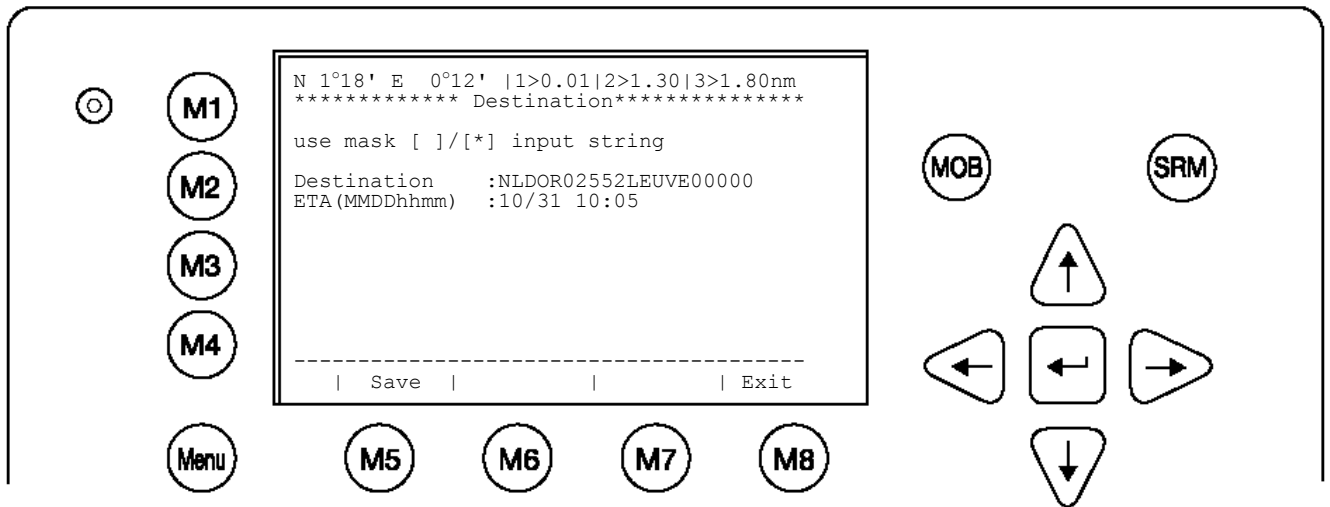 N 1°18' E  0°12' |1>0.01|2>1.30|3>1.80nm
************* Destination***************
use mask [ ]/[*] input string
Destination    :NLDOR02552LEUVE00000
ETA(MMDDhhmm)  :10/31 10:05
----------------------------------------
|  Save  |          |         | Exit
M1
M2
M3
M4
Menu
M5
M6
M7
M8
MOB
SRM